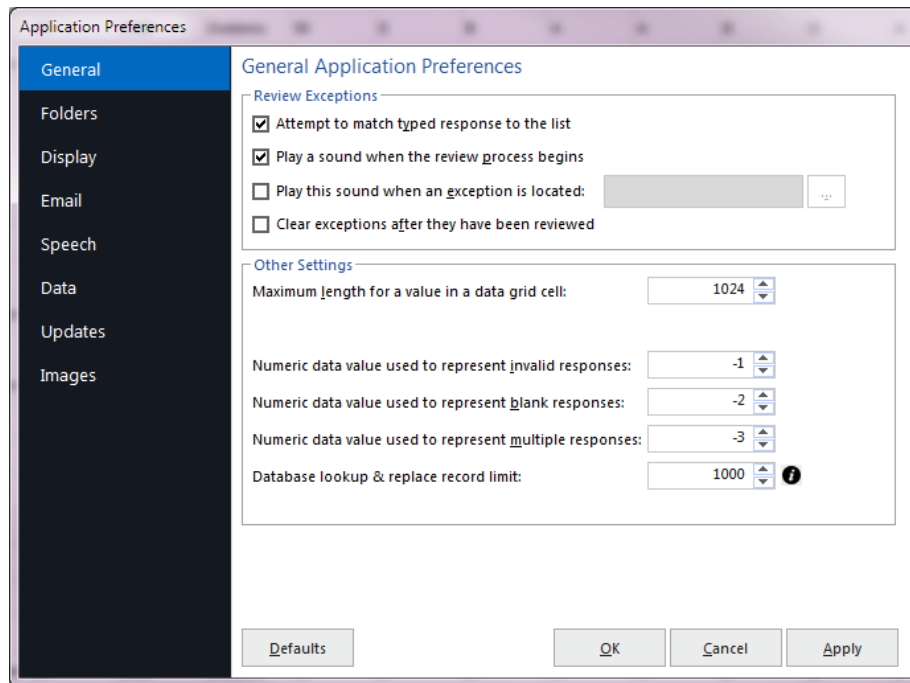 Application Preferences
General
Folders
Display
Email
Speech
Data
Updates
Images
General Application Preferences
Review Exceptions
Attempt to match typed response to the list
Play a sound when the review process begins
Play this sound when an exception is located: ...
Clear exceptions after they have been reviewed
Other Settings
Maximum length for a value in a data grid cell: 1024
Numeric data value used to represent invalid responses: -1
Numeric data value used to represent blank responses: -2
Numeric data value used to represent multiple responses: -3
Database lookup & replace record limit: 1000 i
Defaults OK Cancel Apply